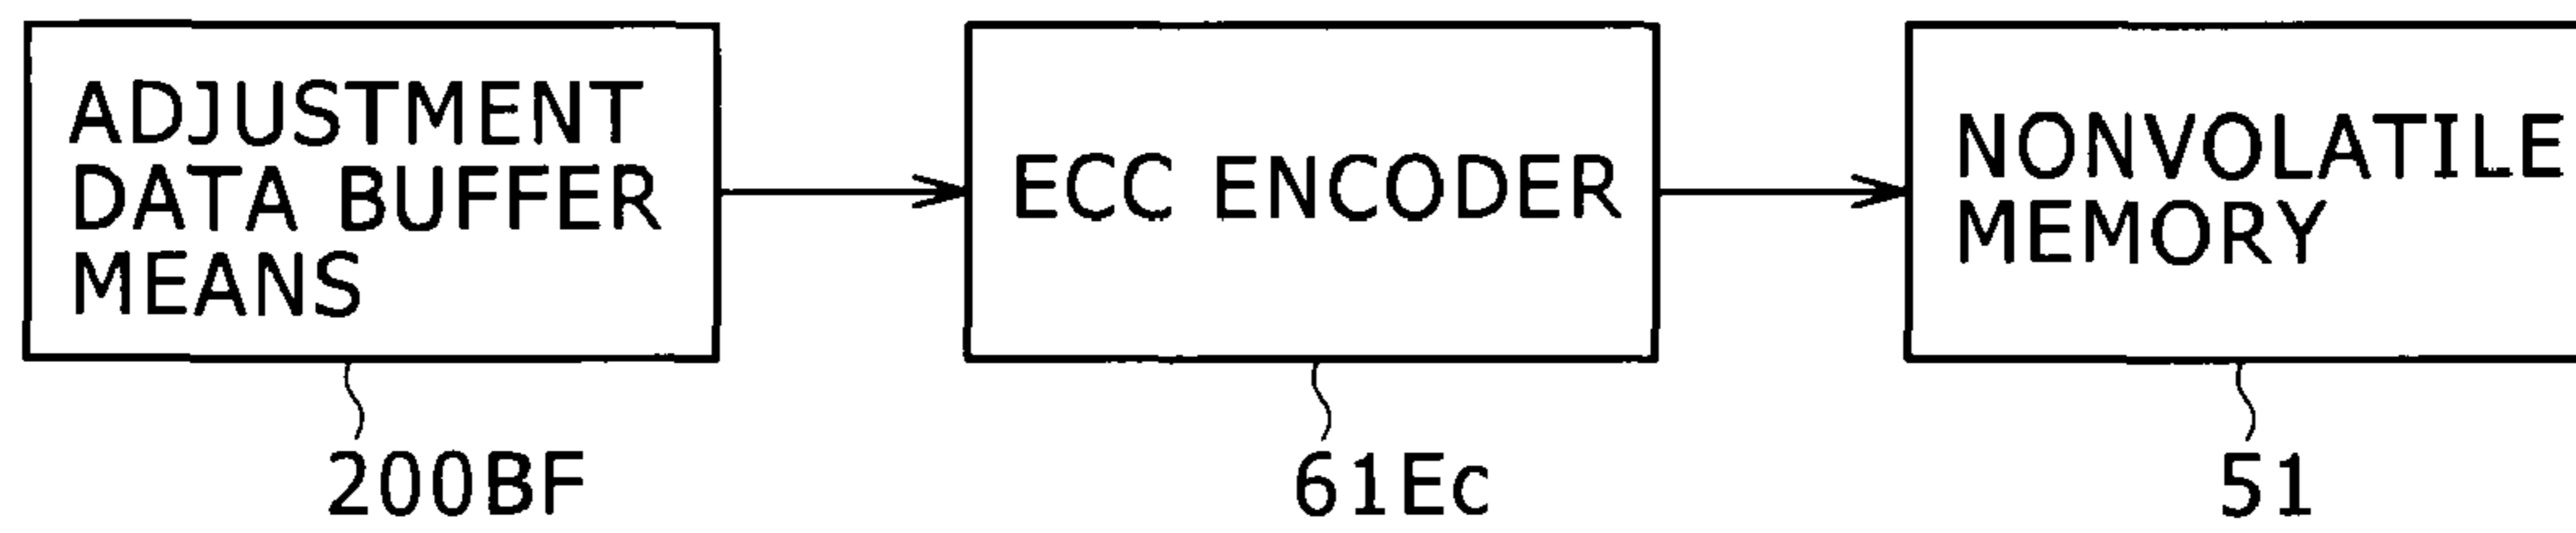 ADJUSTMENT
DATA BUFFER
MEANS
ECC ENCODER
NONVOLATILE
MEMORY
200BF
61Ec
51